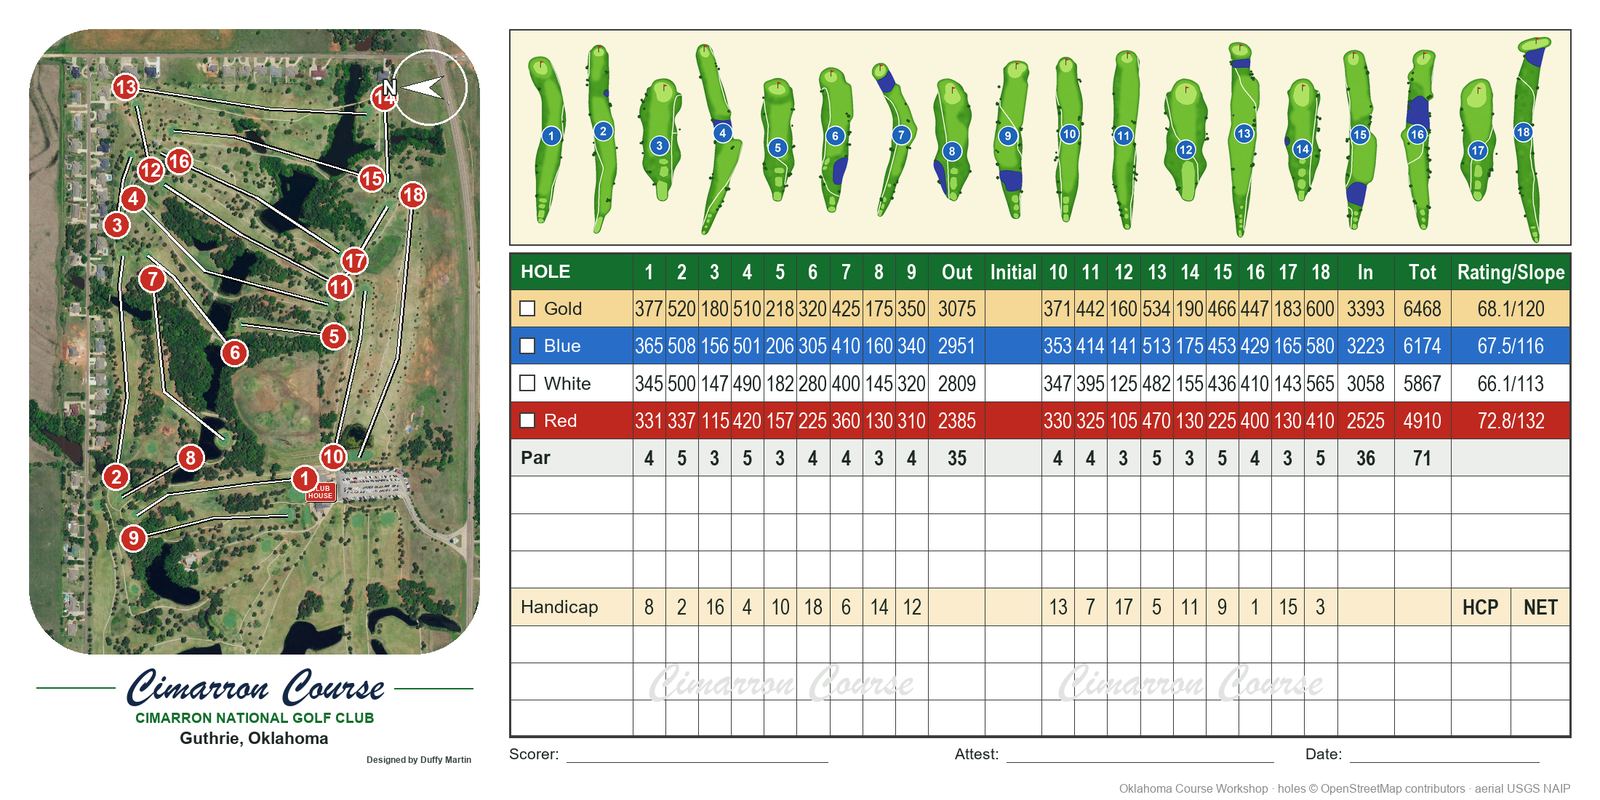 13
N
14
12
16
15
18
4
3
17
7
11
5
6
8
10
2
1
CLUB
HOUSE
9
Cimarron Course
CIMARRON NATIONAL GOLF CLUB
Guthrie, Oklahoma
Designed by Duffy Martin
1 2 3 4 5 6 7 8 9 10 11 12 13 14 15 16 17 18
HOLE 1 2 3 4 5 6 7 8 9 Out Initial 10 11 12 13 14 15 16 17 18 In Tot Rating/Slope
Gold 377 520 180 510 218 320 425 175 350 3075 371 442 160 534 190 466 447 183 600 3393 6468 68.1/120
Blue 365 508 156 501 206 305 410 160 340 2951 353 414 141 513 175 453 429 165 580 3223 6174 67.5/116
White 345 500 147 490 182 280 400 145 320 2809 347 395 125 482 155 436 410 143 565 3058 5867 66.1/113
Red 331 337 115 420 157 225 360 130 310 2385 330 325 105 470 130 225 400 130 410 2525 4910 72.8/132
Par 4 5 3 5 3 4 4 3 4 35 4 4 3 5 3 5 4 3 5 36 71
Handicap 8 2 16 4 10 18 6 14 12 13 7 17 5 11 9 1 15 3 HCP NET
Cimarron Course Cimarron Course
Scorer: Attest: Date:
Oklahoma Course Workshop · holes © OpenStreetMap contributors · aerial USGS NAIP